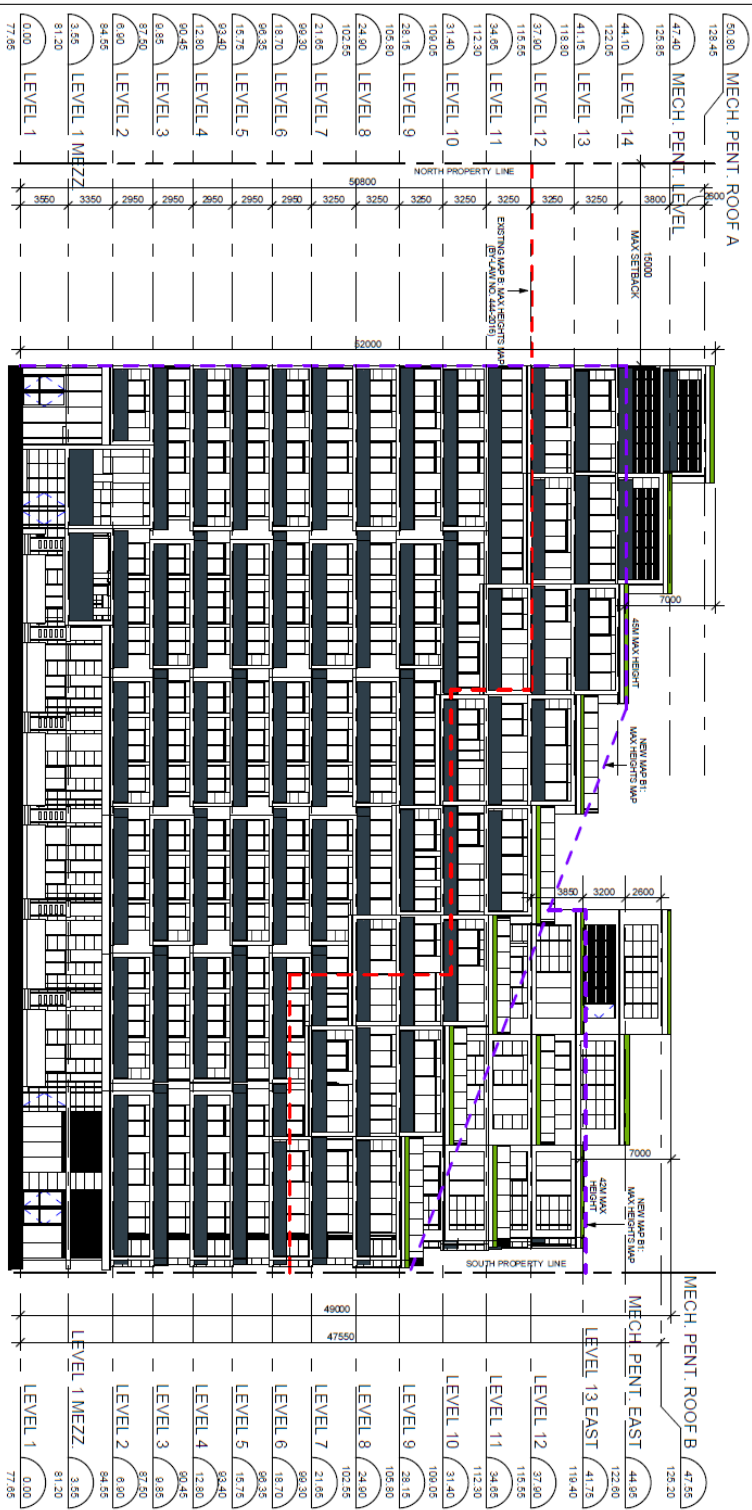 50.80
128.45
MECH. PENT. ROOF A
47.40
125.85
MECH. PENT. LEVEL
44.10
122.05
LEVEL 14
41.15
118.80
LEVEL 13
37.90
115.55
LEVEL 12
34.65
112.30
LEVEL 11
31.40
109.05
LEVEL 10
28.15
105.80
LEVEL 9
24.90
102.55
LEVEL 8
21.65
99.30
LEVEL 7
18.70
96.35
LEVEL 6
15.75
93.40
LEVEL 5
12.80
90.45
LEVEL 4
9.85
87.50
LEVEL 3
6.90
84.55
LEVEL 2
3.55
81.20
LEVEL 1 MEZZ.
0.00
77.65
LEVEL 1
NORTH PROPERTY LINE
50800
3550
3350
2950
2950
2950
2950
2950
3250
3250
3250
3250
3250
3250
3250
3800
15000
MAX SETBACK
EXISTING MAP B: MAX HEIGHTS MAP
(BY-LAW NO. 444-2016)
52000
7000
45M MAX HEIGHT
NEW MAP B1:
MAX HEIGHTS MAP
3850
3200
2600
7000
NEW MAP B1:
MAX HEIGHTS MAP
42M MAX
HEIGHT
SOUTH PROPERTY LINE
49000
47550
MECH. PENT. ROOF B
47.55
125.20
MECH. PENT. EAST
44.95
122.60
LEVEL 13 EAST
41.75
119.40
LEVEL 12
37.90
115.55
LEVEL 11
34.65
112.30
LEVEL 10
31.40
109.05
LEVEL 9
28.15
105.80
LEVEL 8
24.90
102.55
LEVEL 7
21.65
99.30
LEVEL 6
18.70
96.35
LEVEL 5
15.75
93.40
LEVEL 4
12.80
90.45
LEVEL 3
9.85
87.50
LEVEL 2
6.90
84.55
LEVEL 1 MEZZ.
3.55
81.20
LEVEL 1
0.00
77.65